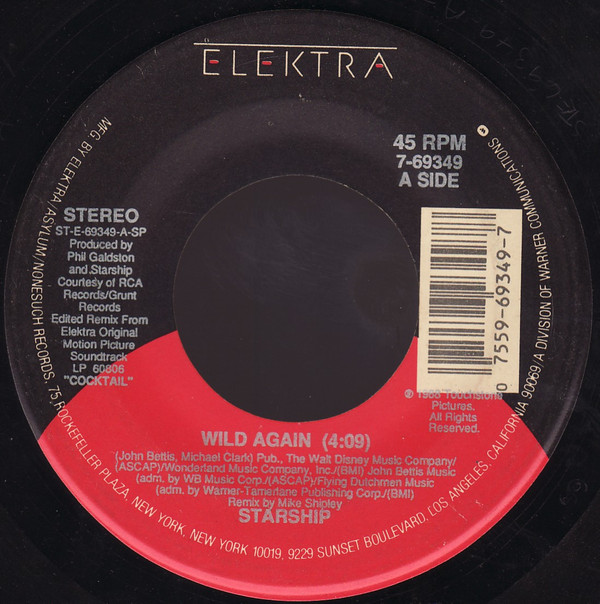 ELEKTRA
45 RPM
7-69349
A SIDE
STEREO
ST-E-69349-A-SP
Produced by
Phil Galdston
and Starship
Courtesy of RCA
Records/Grunt
Records
Edited Remix From
Elektra Original
Motion Picture
Soundtrack
LP 60806
"COCKTAIL"
0 7559-69349-7
℗ 1988 Touchstone
Pictures.
All Rights
Reserved.
WILD AGAIN (4:09)
(John Bettis, Michael Clark) Pub., The Walt Disney Music Company/
(ASCAP)/Wonderland Music Company, Inc./(BMI) John Bettis Music
(adm. by WB Music Corp./(ASCAP)/Flying Dutchmen Music
(adm. by Warner-Tamerlane Publishing Corp./(BMI)
Remix by Mike Shipley
STARSHIP
MFG. BY ELEKTRA/ASYLUM/NONESUCH RECORDS, 75 ROCKEFELLER PLAZA, NEW YORK, NEW YORK 10019, 9229 SUNSET BOULEVARD, LOS ANGELES, CALIFORNIA 90069/A DIVISION OF WARNER COMMUNICATIONS